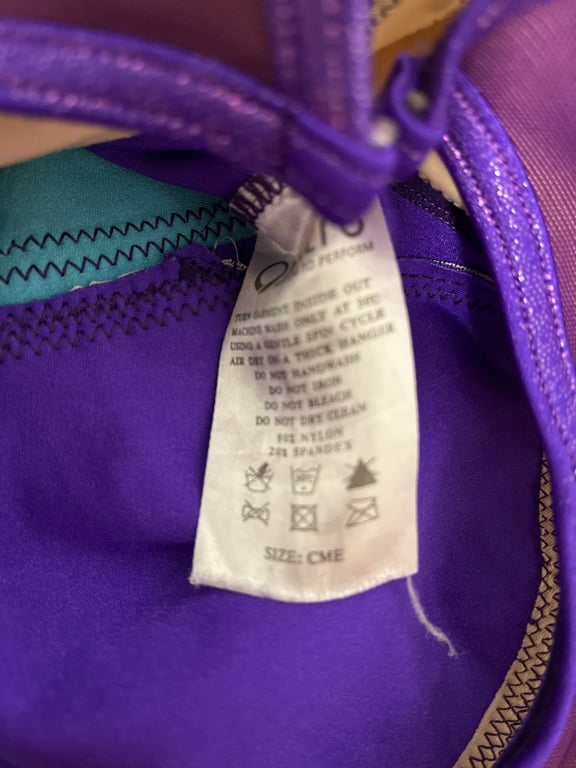 TO PERFORM
TURN GARMENT INSIDE OUT
MACHINE WASH ONLY AT 30C
USING A GENTLE SPIN CYCLE
AIR DRY ON A THICK HANGER
DO NOT HANDWASH
DO NOT IRON
DO NOT BLEACH
DO NOT DRY CLEAN
80% NYLON
20% SPANDEX
30°C
SIZE: CME